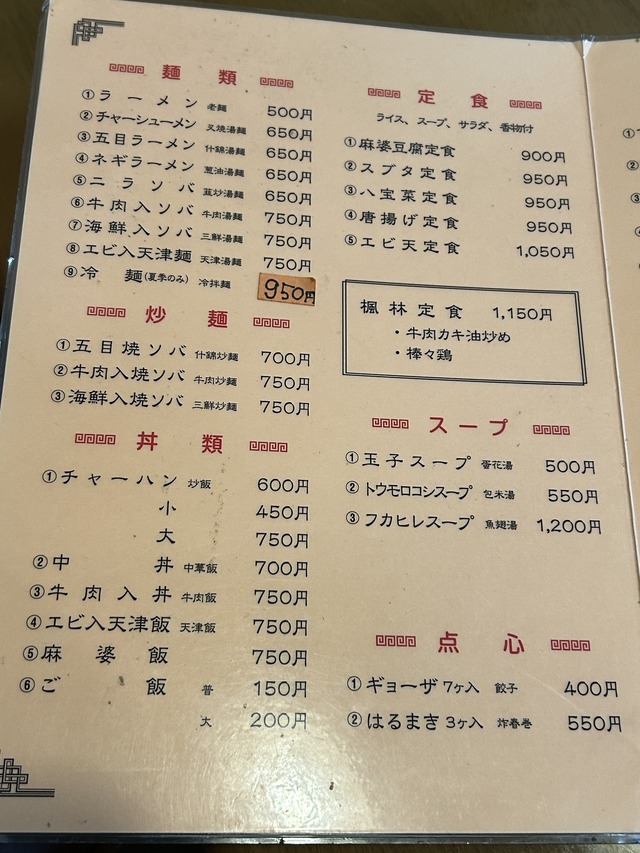 麺類
①ラーメン 老麺 500円
②チャーシューメン 叉焼湯麺 650円
③五目ラーメン 什錦湯麺 650円
④ネギラーメン 葱油湯麺 650円
⑤ニラソバ 韮炒湯麺 650円
⑥牛肉入ソバ 牛肉湯麺 750円
⑦海鮮入ソバ 三鮮湯麺 750円
⑧エビ入天津麺 天津湯麺 750円
⑨冷麺(夏季のみ) 冷拌麺 950円
炒麺
①五目焼ソバ 什錦炒麺 700円
②牛肉入焼ソバ 牛肉炒麺 750円
③海鮮入焼ソバ 三鮮炒麺 750円
丼類
①チャーハン 炒飯 600円
小 450円
大 750円
②中丼 中華飯 700円
③牛肉入丼 牛肉飯 750円
④エビ入天津飯 天津飯 750円
⑤麻婆飯 750円
⑥ご飯 普 150円
大 200円
定食
ライス、スープ、サラダ、香物付
①麻婆豆腐定食 900円
②スブタ定食 950円
③八宝菜定食 950円
④唐揚げ定食 950円
⑤エビ天定食 1,050円
楓林定食 1,150円
・牛肉カキ油炒め
・棒々鶏
スープ
①玉子スープ 蛋花湯 500円
②トウモロコシスープ 包米湯 550円
③フカヒレスープ 魚翅湯 1,200円
点心
①ギョーザ 7ヶ入 餃子 400円
②はるまき 3ヶ入 炸春巻 550円